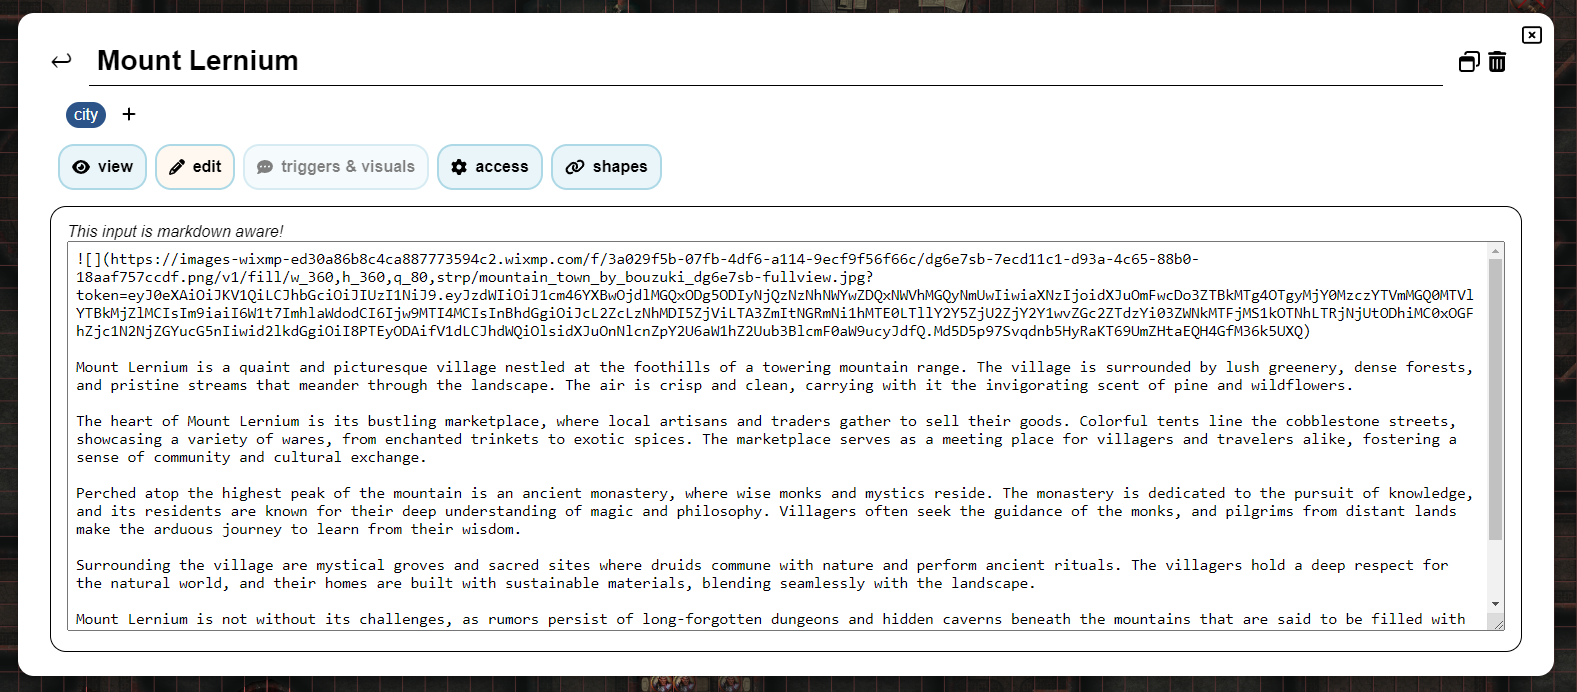 Mount Lernium
city +
view edit triggers & visuals access shapes
This input is markdown aware!
![](https://images-wixmp-ed30a86b8c4ca887773594c2.wixmp.com/f/3a029f5b-07fb-4df6-a114-9ecf9f56f66c/dg6e7sb-7ecd11c1-d93a-4c65-88b0-
18aaf757ccdf.png/v1/fill/w_360,h_360,q_80,strp/mountain_town_by_bouzuki_dg6e7sb-fullview.jpg?
token=eyJ0eXAiOiJKV1QiLCJhbGciOiJIUzI1NiJ9.eyJzdWIiOiJ1cm46YXBwOjdlMGQxODg5ODIyNjQzNzNhNWYwZDQxNWVhMGQyNmUwIiwiaXNzIjoidXJuOmFwcDo3ZTBkMTg4OTgyMjY0MzczYTVmMGQ0MTVl
YTBkMjZlMCIsIm9iaiI6W1t7ImhlaWdodCI6Ijw9MTI4MCIsInBhdGgiOiJcL2ZcLzNhMDI5ZjViLTA3ZmItNGRmNi1hMTE0LTllY2Y5ZjU2ZjY2Y1wvZGc2ZTdzYi03ZWNkMTFjMS1kOTNhLTRjNjUtODhiMC0xOGFh
hZjc1N2NjZGYucG5nIiwid2lkdGgiOiI8PTEyODAifV1dLCJhdWQiOlsidXJuOnNlcnZpY2U6aW1hZ2Uub3BlcmF0aW9ucyJdfQ.Md5D5p97Svqdnb5HyRaKT69UmZHtaEQH4GfM36k5UXQ)
Mount Lernium is a quaint and picturesque village nestled at the foothills of a towering mountain range. The village is surrounded by lush greenery, dense forests,
and pristine streams that meander through the landscape. The air is crisp and clean, carrying with it the invigorating scent of pine and wildflowers.
The heart of Mount Lernium is its bustling marketplace, where local artisans and traders gather to sell their goods. Colorful tents line the cobblestone streets,
showcasing a variety of wares, from enchanted trinkets to exotic spices. The marketplace serves as a meeting place for villagers and travelers alike, fostering a
sense of community and cultural exchange.
Perched atop the highest peak of the mountain is an ancient monastery, where wise monks and mystics reside. The monastery is dedicated to the pursuit of knowledge,
and its residents are known for their deep understanding of magic and philosophy. Villagers often seek the guidance of the monks, and pilgrims from distant lands
make the arduous journey to learn from their wisdom.
Surrounding the village are mystical groves and sacred sites where druids commune with nature and perform ancient rituals. The villagers hold a deep respect for
the natural world, and their homes are built with sustainable materials, blending seamlessly with the landscape.
Mount Lernium is not without its challenges, as rumors persist of long-forgotten dungeons and hidden caverns beneath the mountains that are said to be filled with